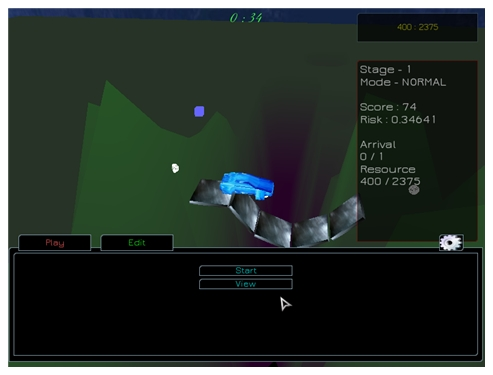 0 : 34
400 : 2375
Stage - 1
Mode - NORMAL
Score : 74
Risk : 0.34641
Arrival
0 / 1
Resource
400 / 2375
Play
Edit
Start
View